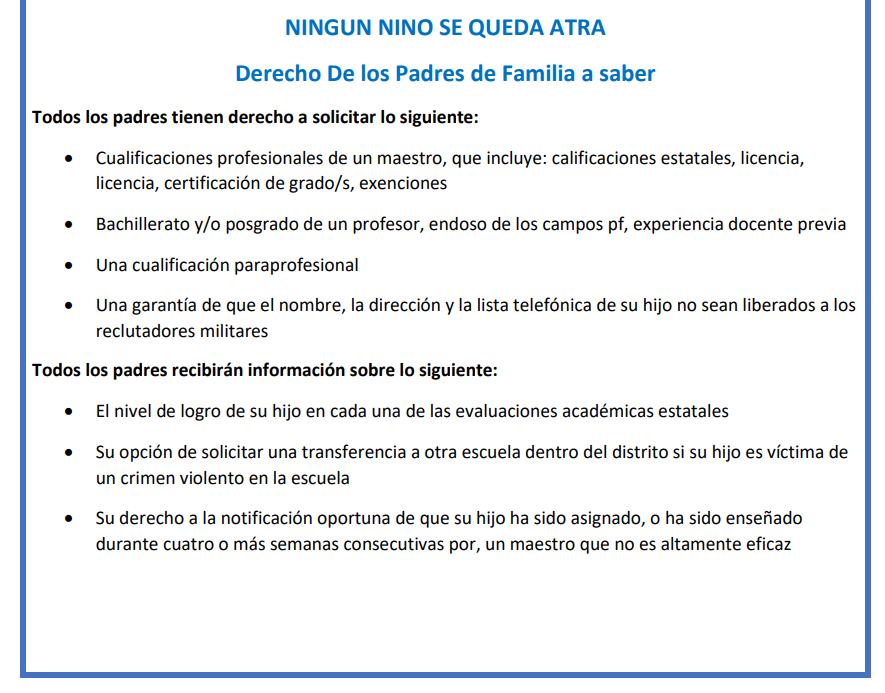 NINGUN NINO SE QUEDA ATRA
Derecho De los Padres de Familia a saber
Todos los padres tienen derecho a solicitar lo siguiente:
• Cualificaciones profesionales de un maestro, que incluye: calificaciones estatales, licencia,
licencia, certificación de grado/s, exenciones
• Bachillerato y/o posgrado de un profesor, endoso de los campos pf, experiencia docente previa
• Una cualificación paraprofesional
• Una garantía de que el nombre, la dirección y la lista telefónica de su hijo no sean liberados a los
reclutadores militares
Todos los padres recibirán información sobre lo siguiente:
• El nivel de logro de su hijo en cada una de las evaluaciones académicas estatales
• Su opción de solicitar una transferencia a otra escuela dentro del distrito si su hijo es víctima de
un crimen violento en la escuela
• Su derecho a la notificación oportuna de que su hijo ha sido asignado, o ha sido enseñado
durante cuatro o más semanas consecutivas por, un maestro que no es altamente eficaz